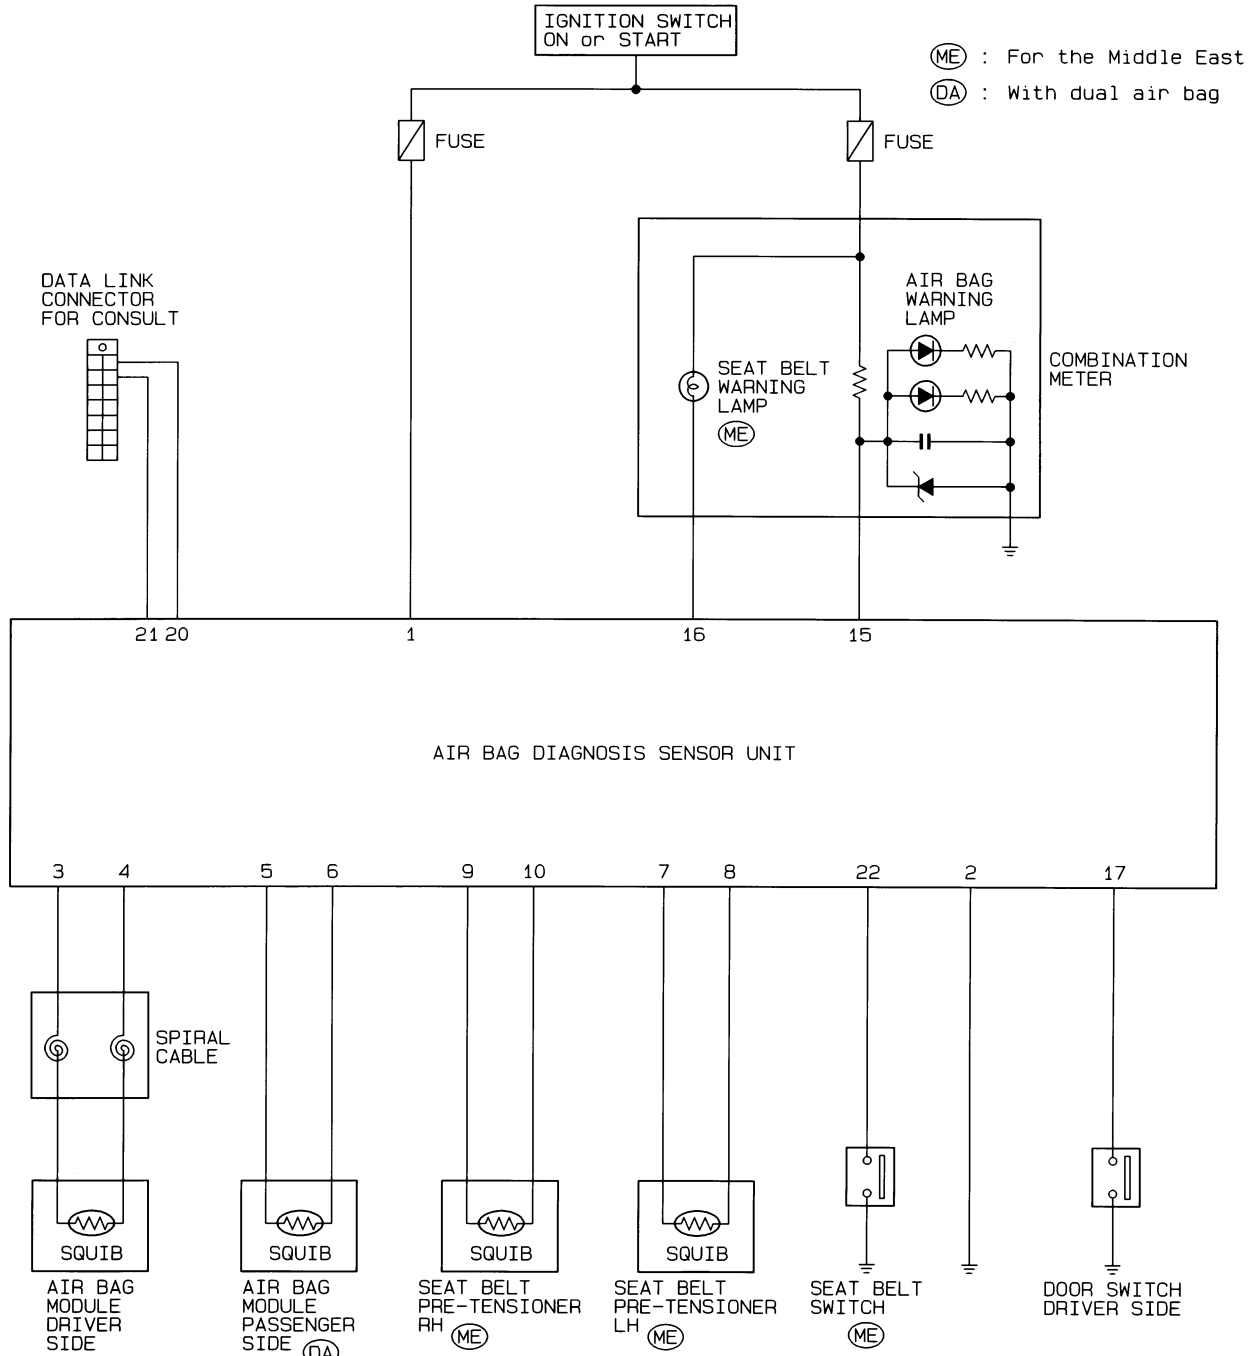 IGNITION SWITCH
ON or START
ME : For the Middle East
DA : With dual air bag
FUSE
FUSE
DATA LINK
CONNECTOR
FOR CONSULT
AIR BAG
WARNING
LAMP
SEAT BELT
WARNING
LAMP
ME
COMBINATION
METER
21 20 1 16 15
AIR BAG DIAGNOSIS SENSOR UNIT
3 4 5 6 9 10 7 8 22 2 17
SPIRAL
CABLE
SQUIB
AIR BAG
MODULE
DRIVER
SIDE
SQUIB
AIR BAG
MODULE
PASSENGER
SIDE DA
SQUIB
SEAT BELT
PRE-TENSIONER
RH ME
SQUIB
SEAT BELT
PRE-TENSIONER
LH ME
SEAT BELT
SWITCH
ME
DOOR SWITCH
DRIVER SIDE